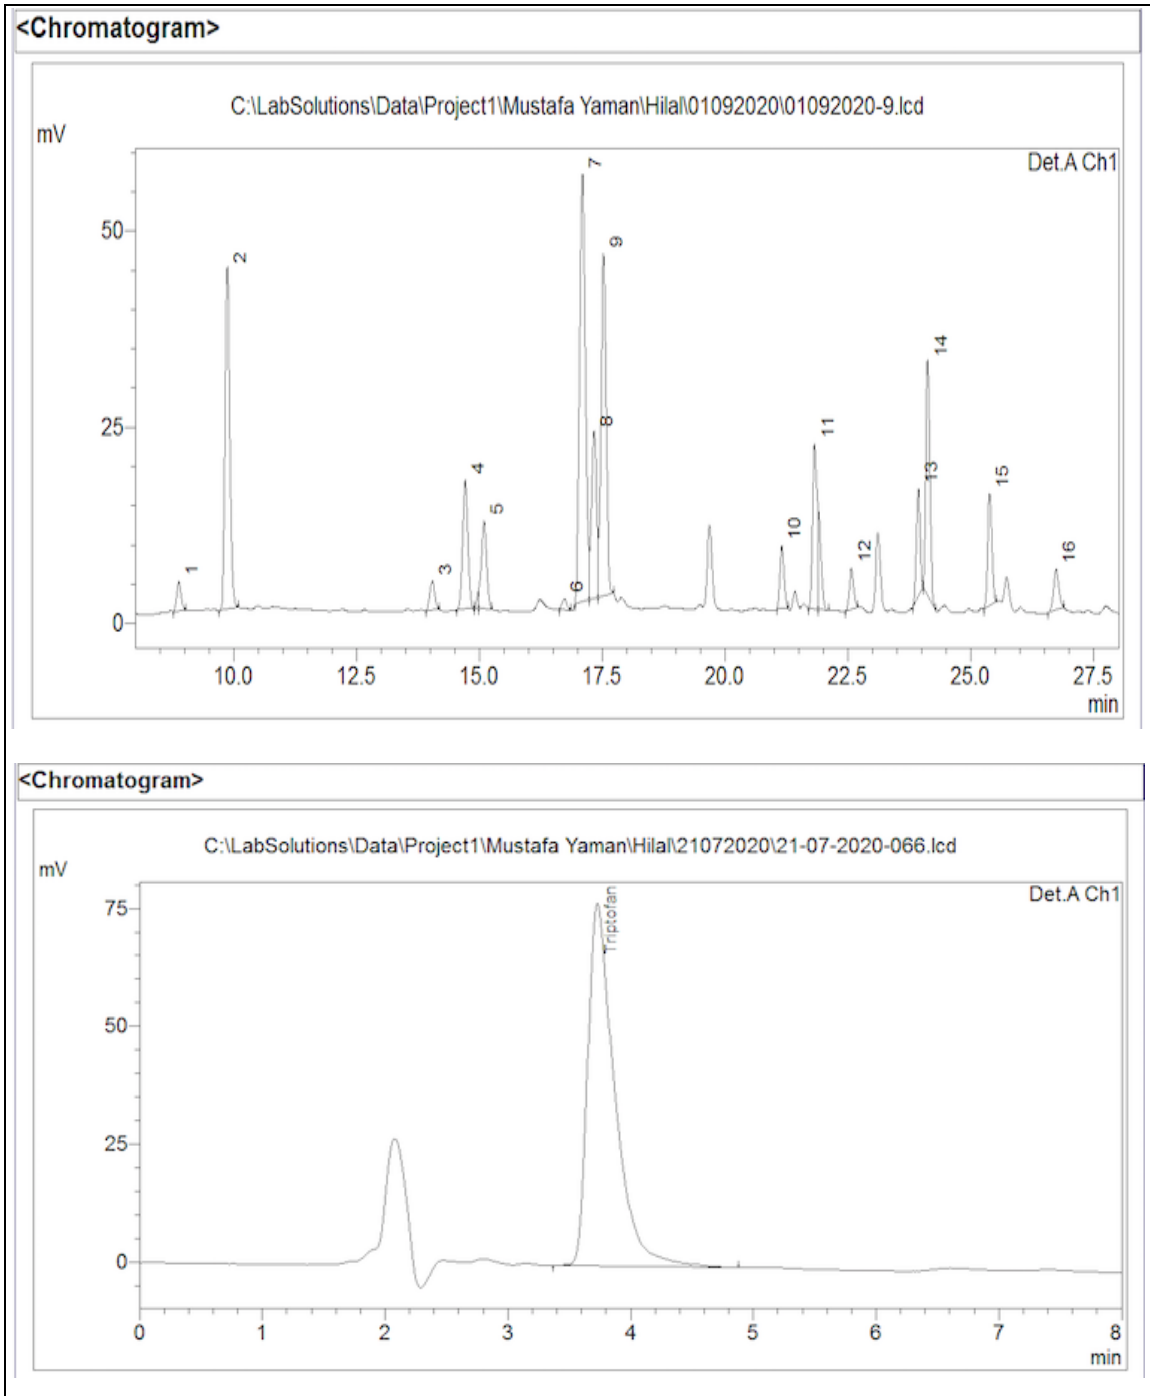 <Chromatogram>
C:\LabSolutions\Data\Project1\Mustafa Yaman\Hilal\01092020\01092020-9.lcd
mV
Det.A Ch1
50
25
0
1
2
3
4
5
6
7
8
9
10
11
12
13
14
15
16
10.0 12.5 15.0 17.5 20.0 22.5 25.0 27.5
min
<Chromatogram>
C:\LabSolutions\Data\Project1\Mustafa Yaman\Hilal\21072020\21-07-2020-066.lcd
mV
Det.A Ch1
75
50
25
0
Triptofan
0 1 2 3 4 5 6 7 8
min